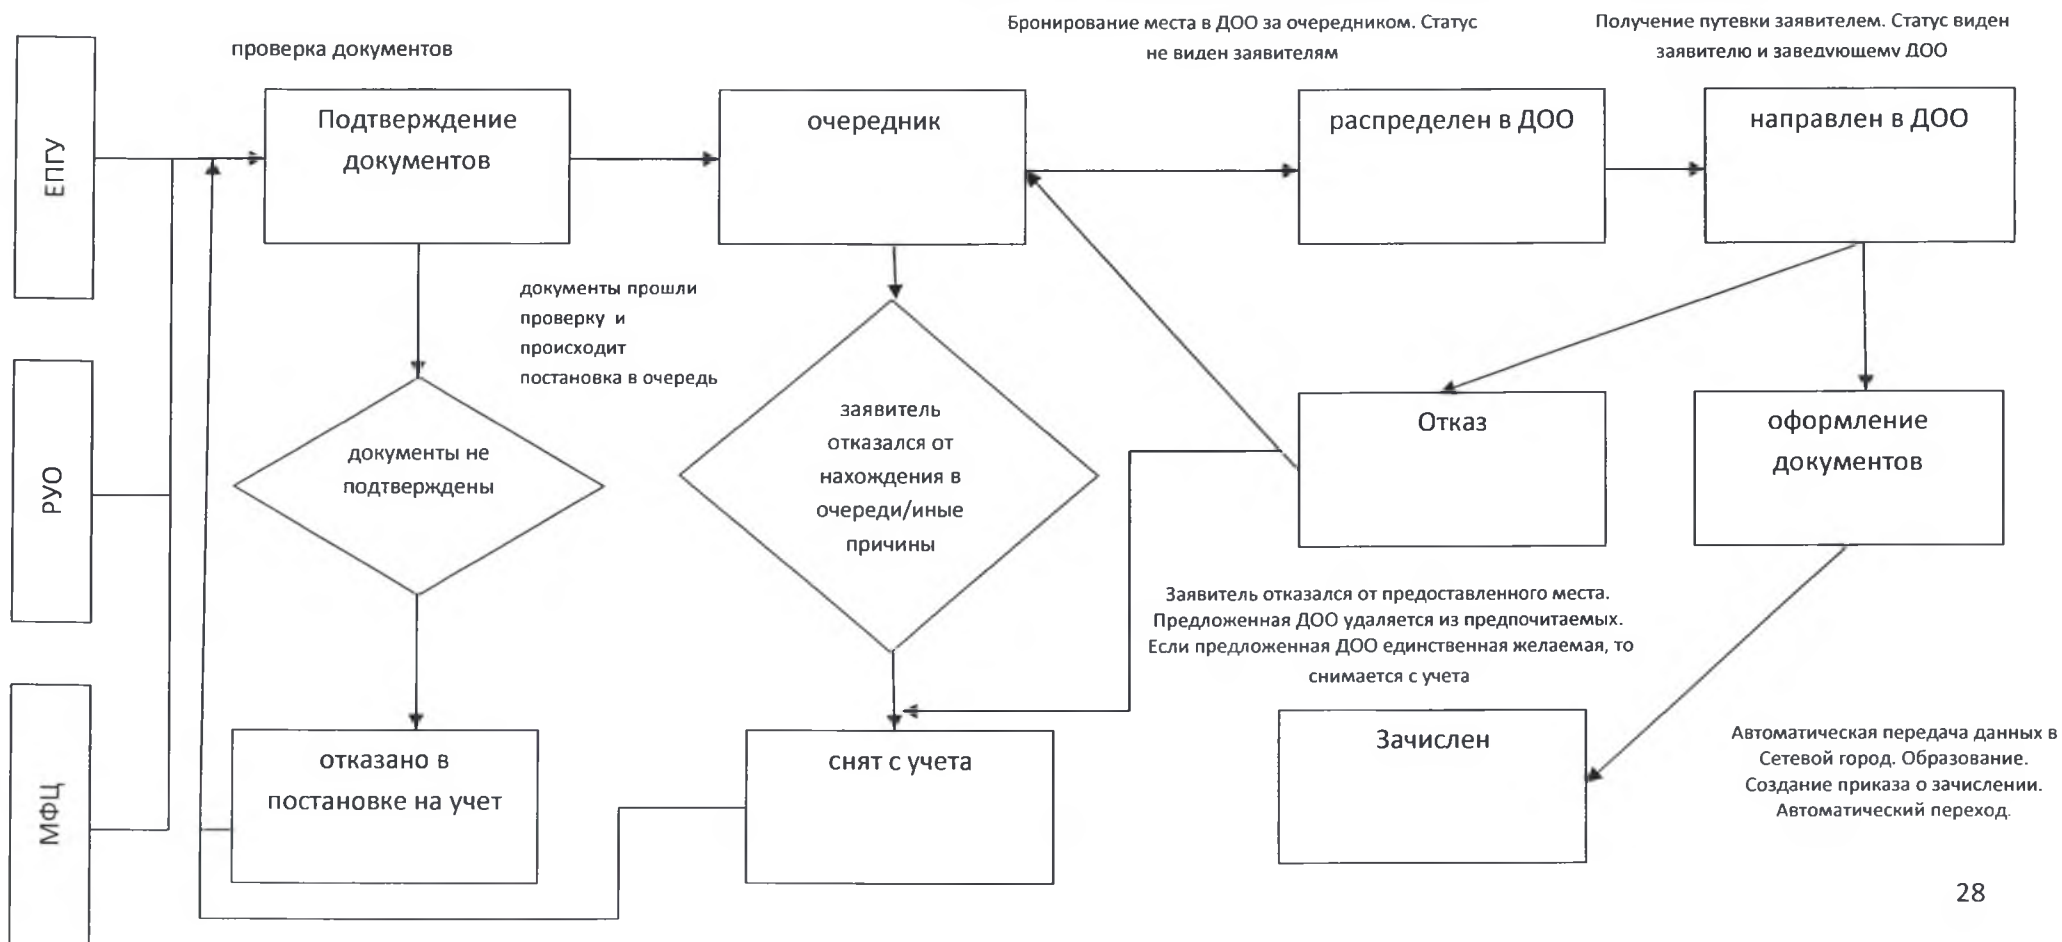 Бронирование места в ДОО за очередником. Статус
не виден заявителям
Получение путевки заявителем. Статус виден
заявителю и заведующему ДОО
проверка документов
ЕПГУ
Подтверждение
документов
очередник
распределен в ДОО
направлен в ДОО
документы прошли
проверку и
происходит
постановка в очередь
РУО
документы не
подтверждены
заявитель
отказался от
нахождения в
очереди/иные
причины
Отказ
оформление
документов
Заявитель отказался от предоставленного места.
Предложенная ДОО удаляется из предпочитаемых.
Если предложенная ДОО единственная желаемая, то
снимается с учета
МФЦ
отказано в
постановке на учет
снят с учета
Зачислен
Автоматическая передача данных в
Сетевой город. Образование.
Создание приказа о зачислении.
Автоматический переход.
28